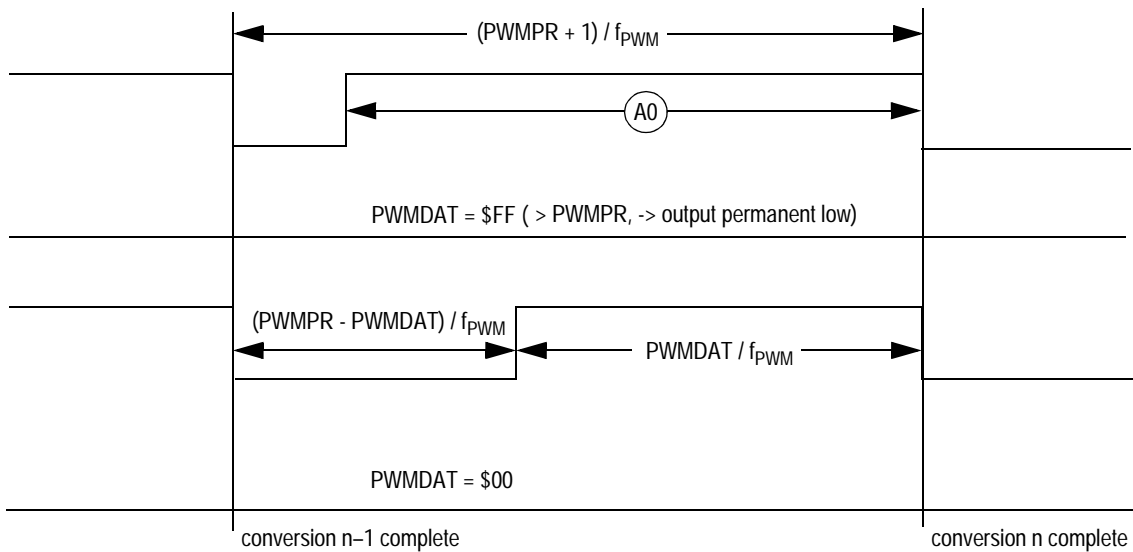 (PWMPR + 1) / fPWM
A0
PWMDAT = $FF ( > PWMPR, -> output permanent low)
(PWMPR - PWMDAT) / fPWM
PWMDAT / fPWM
PWMDAT = $00
conversion n–1 complete
conversion n complete